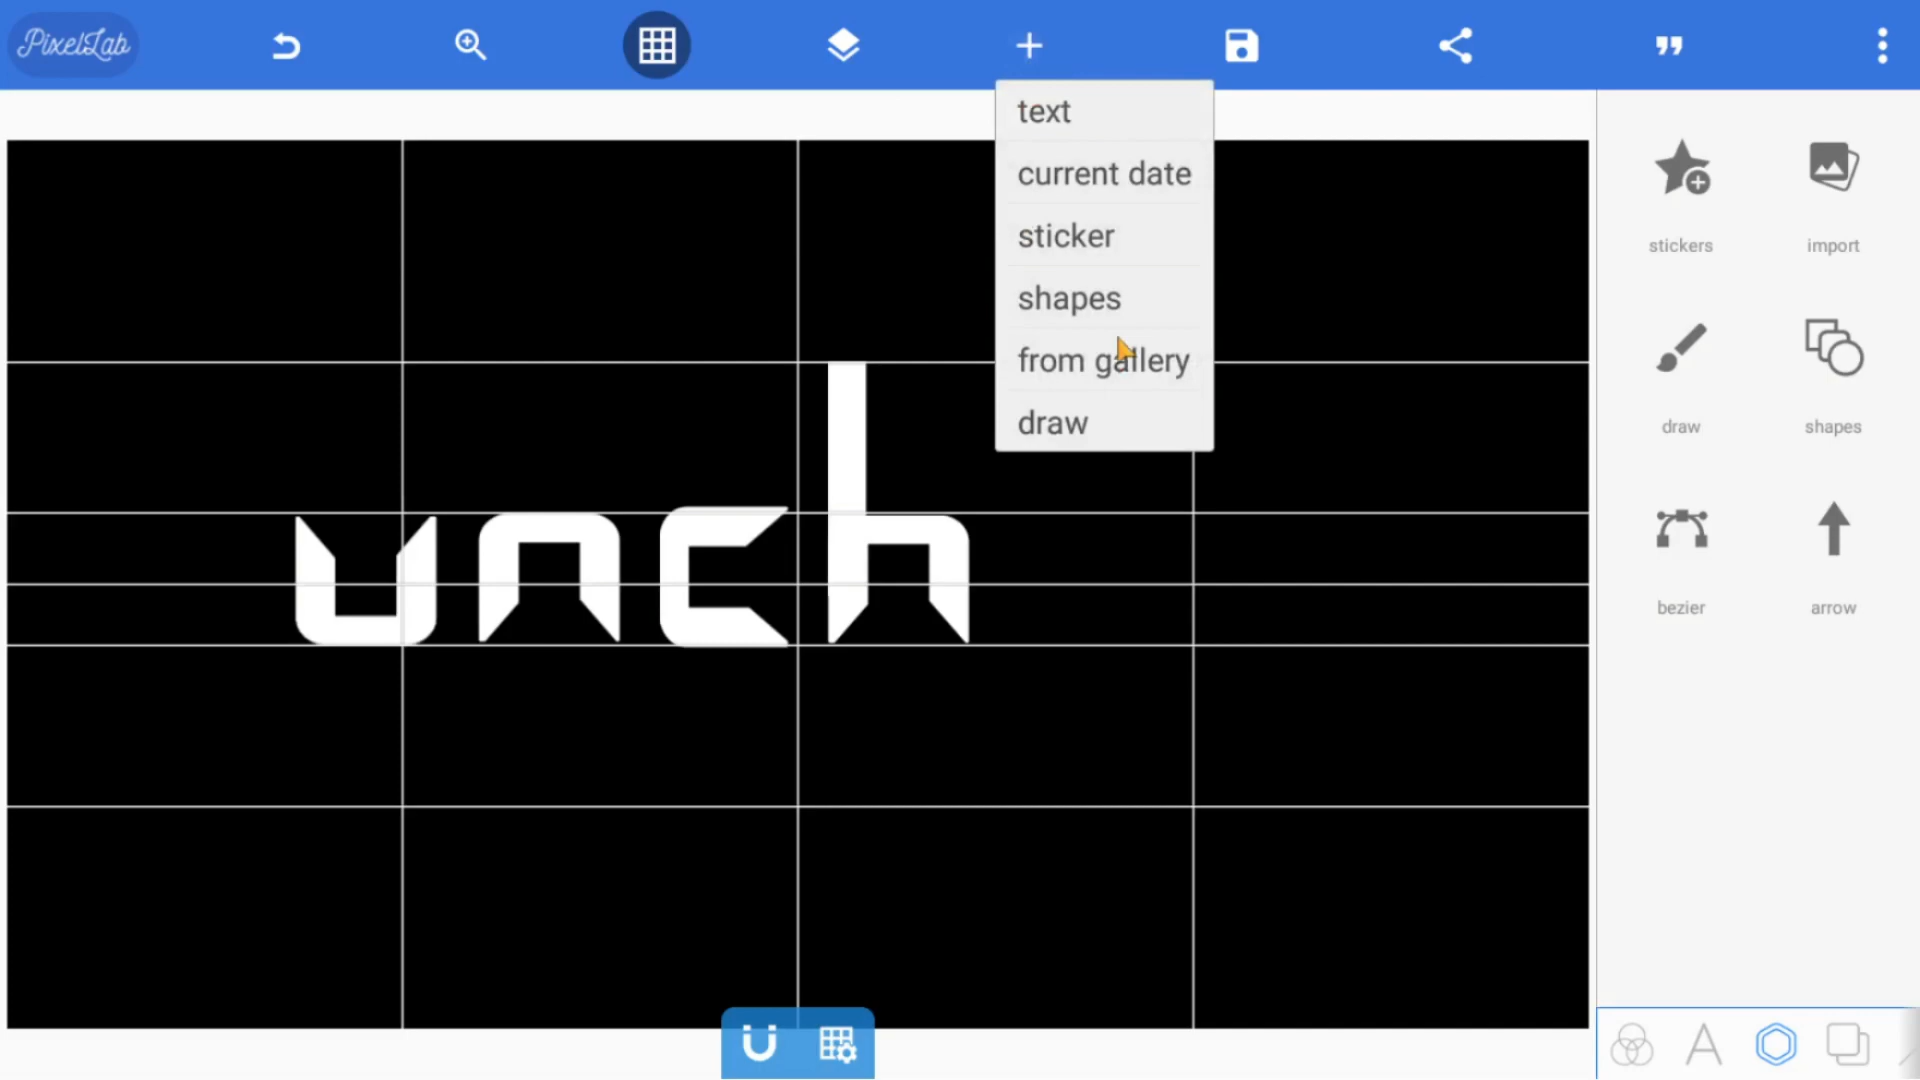 PixelLab
text
current date
sticker
shapes
from gallery
draw
unch
stickers
import
draw
shapes
bezier
arrow